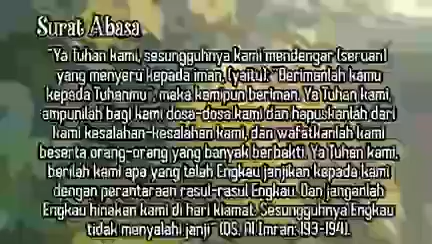 Surat Abasa
"Ya Tuhan kami, sesungguhnya kami mendengar (seruan)
yang menyeru kepada iman, (yaitu): "Berimanlah kamu
kepada Tuhanmu", maka kamipun beriman. Ya Tuhan kami,
ampunilah bagi kami dosa-dosa kami dan hapuskanlah dari
kami kesalahan-kesalahan kami, dan wafatkanlah kami
beserta orang-orang yang banyak berbakti. Ya Tuhan kami,
berilah kami apa yang telah Engkau janjikan kepada kami
dengan perantaraan rasul-rasul Engkau. Dan janganlah
Engkau hinakan kami di hari kiamat. Sesungguhnya Engkau
tidak menyalahi janji" (QS. Al Imran: 193-194).